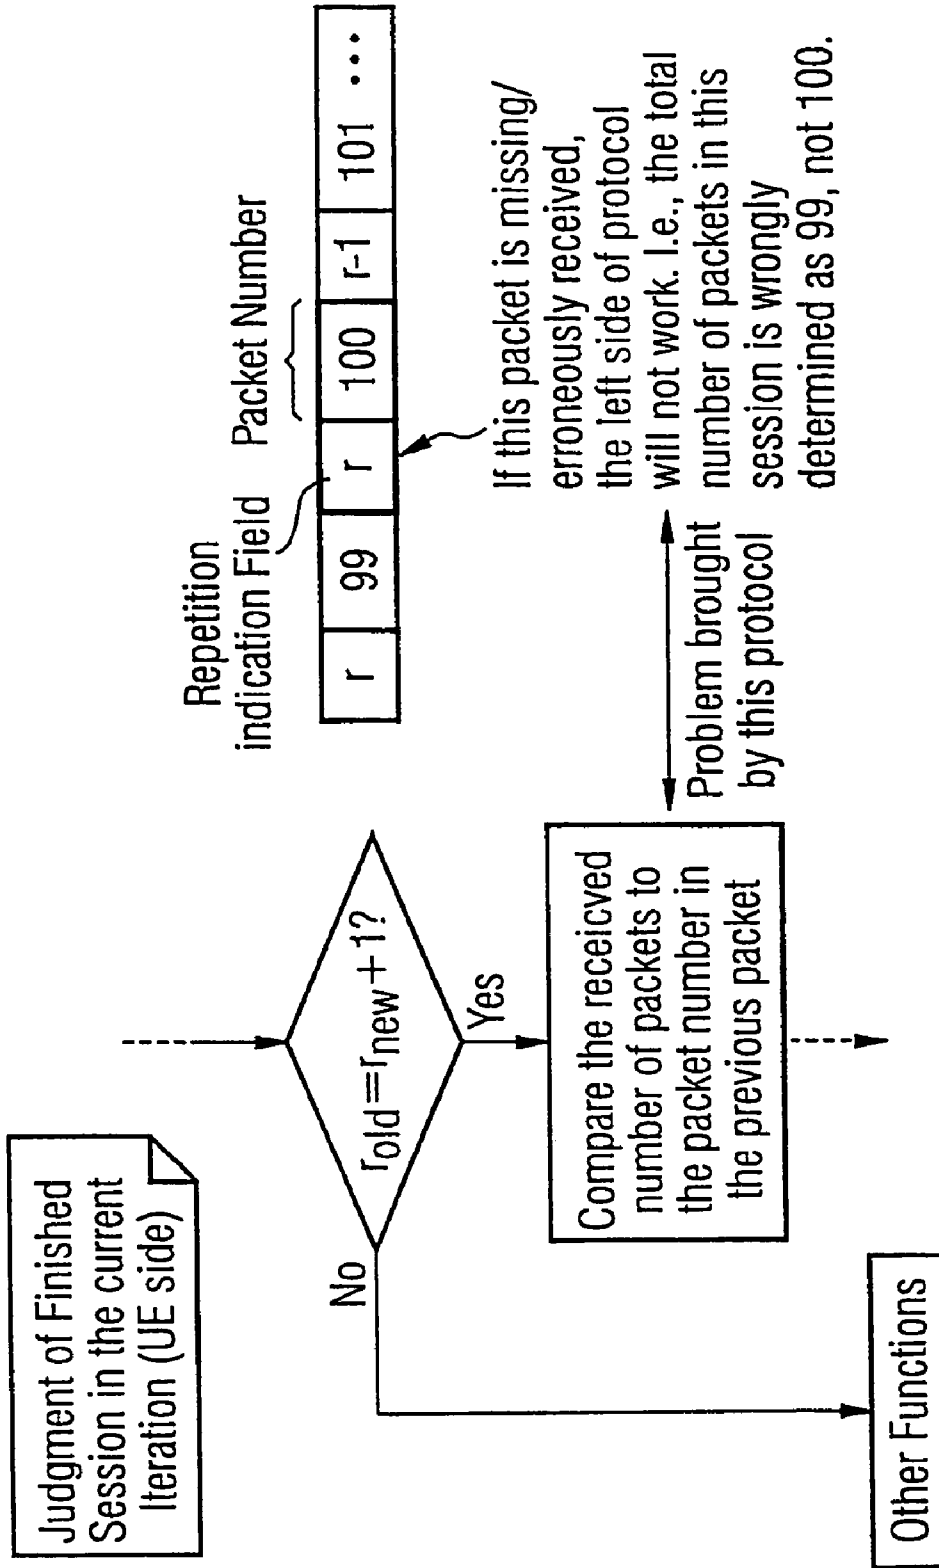 Judgment of Finished
Session in the current
Iteration (UE side)
rold=rnew+1?
No
Yes
Compare the receicved
number of packets to
the packet number in
the previous packet
Other Functions
Repetition
indication Field
Packet Number
r 99 r 100 r-1 101 •••
If this packet is missing/
erroneously received,
the left side of protocol
will not work. I.e., the total
number of packets in this
session is wrongly
determined as 99, not 100.
Problem brought
by this protocol